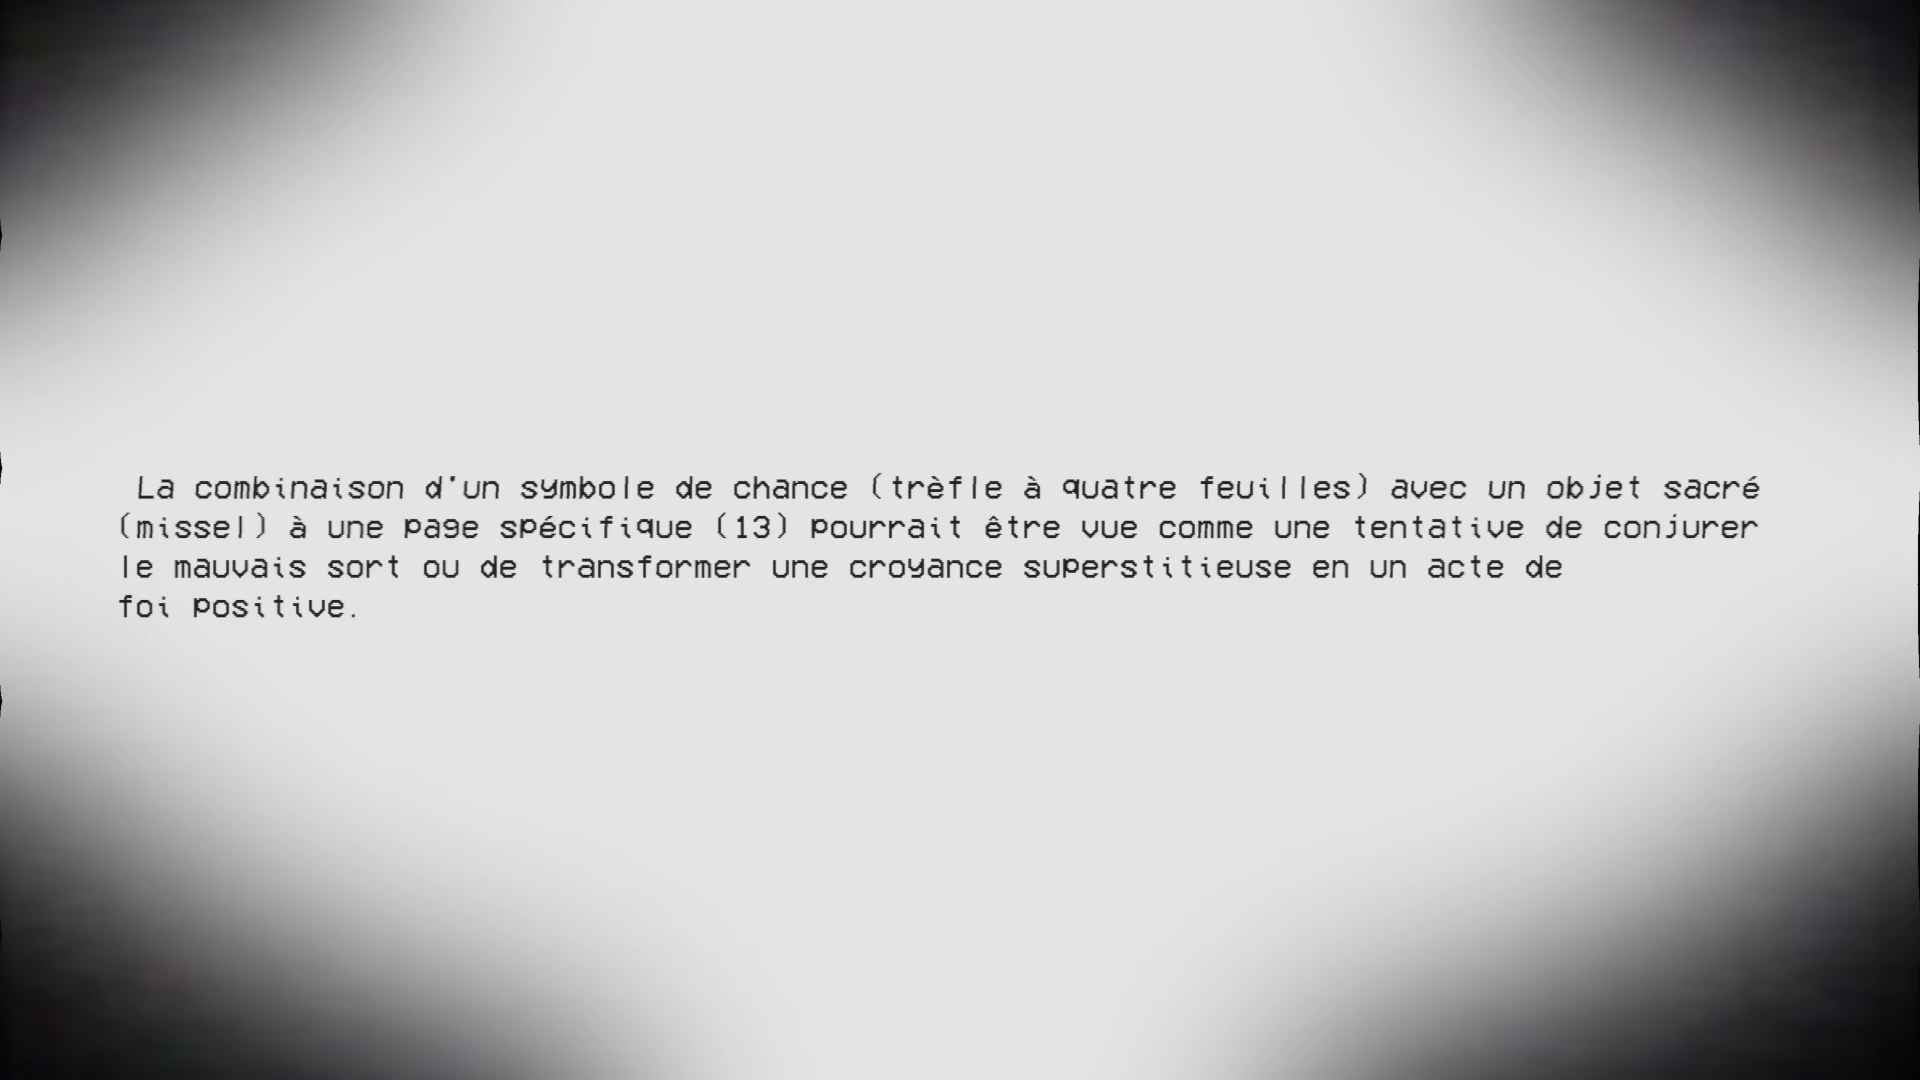 La combinaison d'un symbole de chance (trèfle à quatre feuilles) avec un objet sacré
(missel) à une page spécifique (13) pourrait être vue comme une tentative de conjurer
le mauvais sort ou de transformer une croyance superstitieuse en un acte de
foi positive.